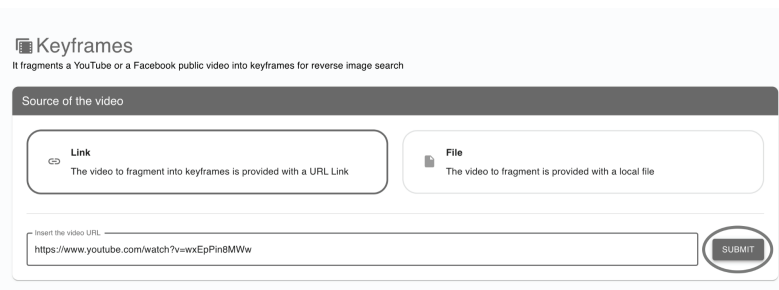 Keyframes
It fragments a YouTube or a Facebook public video into keyframes for reverse image search
Source of the video
Link
The video to fragment into keyframes is provided with a URL Link
File
The video to fragment is provided with a local file
Insert the video URL
https://www.youtube.com/watch?v=wxEpPin8MWw
SUBMIT